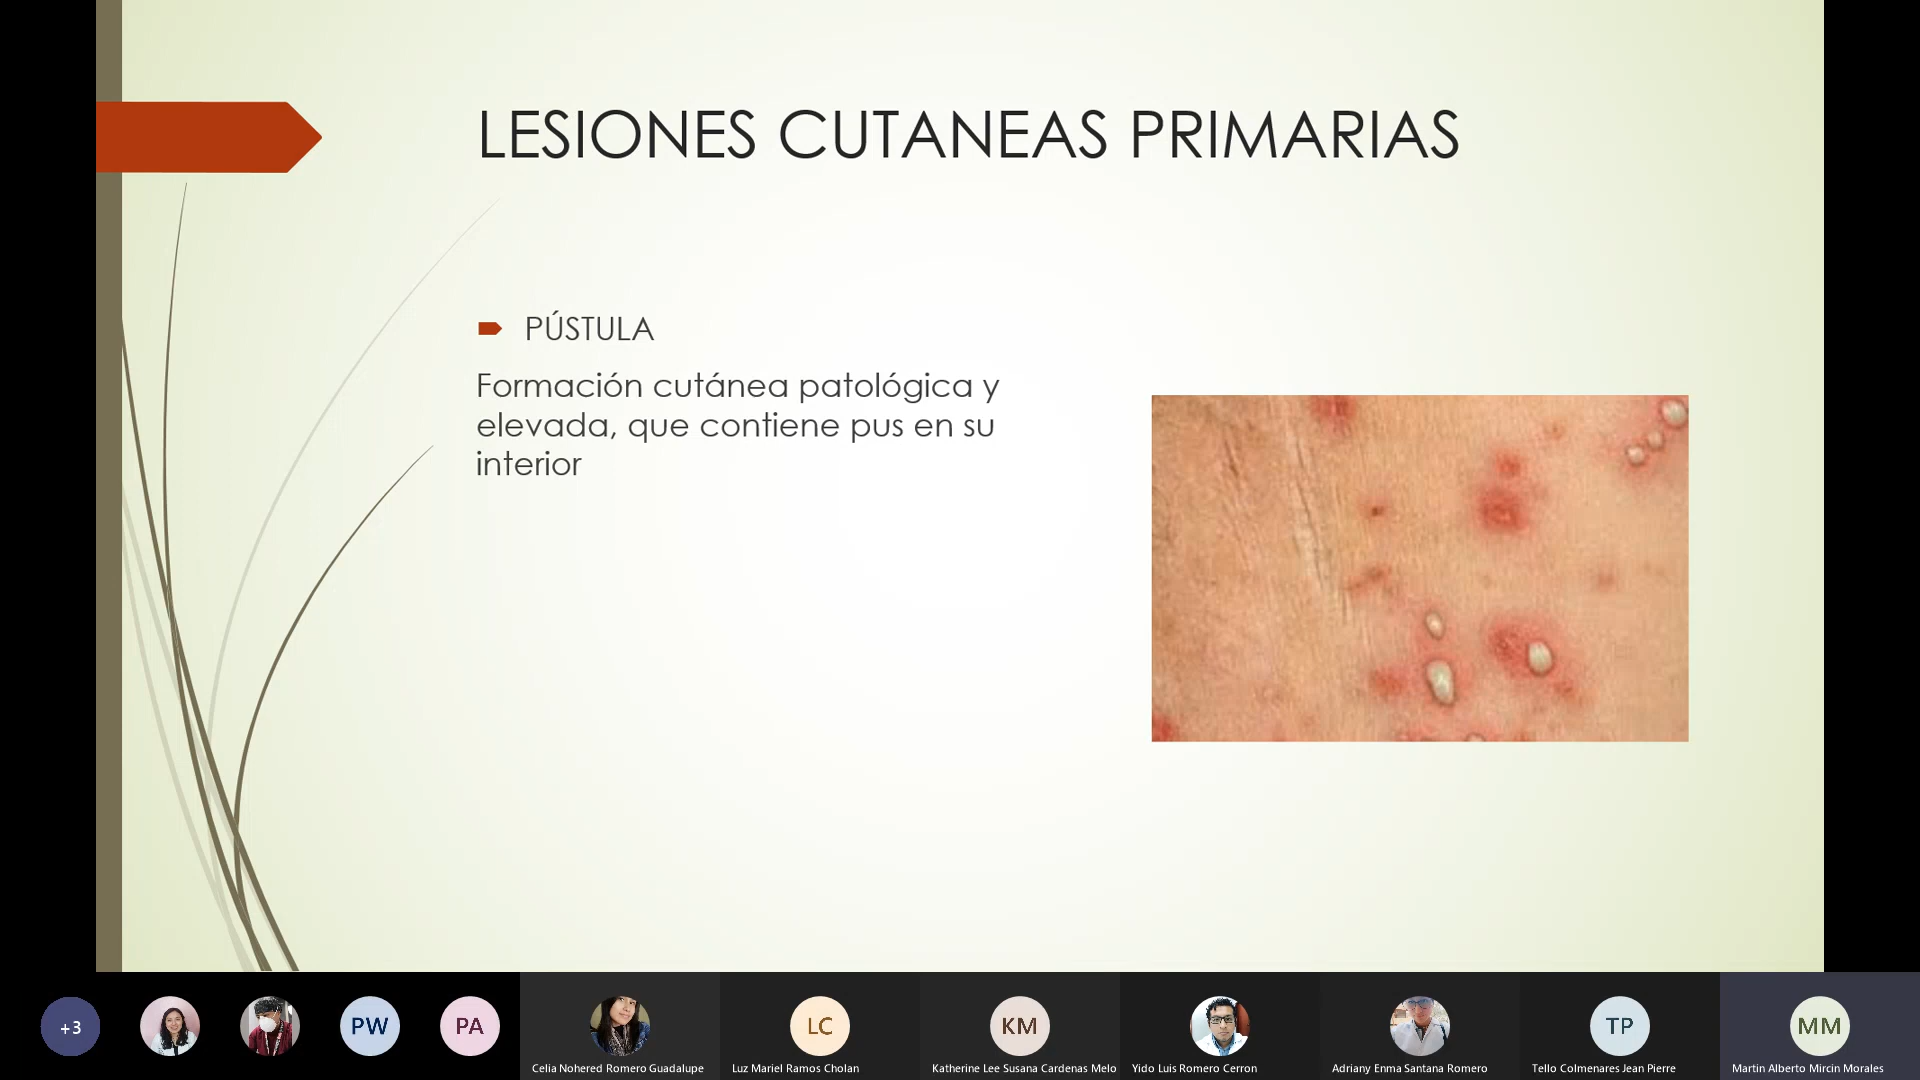 LESIONES CUTANEAS PRIMARIAS
PÚSTULA
Formación cutánea patológica y
elevada, que contiene pus en su
interior
+3
PW
PA
LC
KM
TP
MM
Celia Nohered Romero Guadalupe
Luz Mariel Ramos Cholan
Katherine Lee Susana Cardenas Melo
Yido Luis Romero Cerron
Adriany Enma Santana Romero
Tello Colmenares Jean Pierre
Martin Alberto Mircin Morales